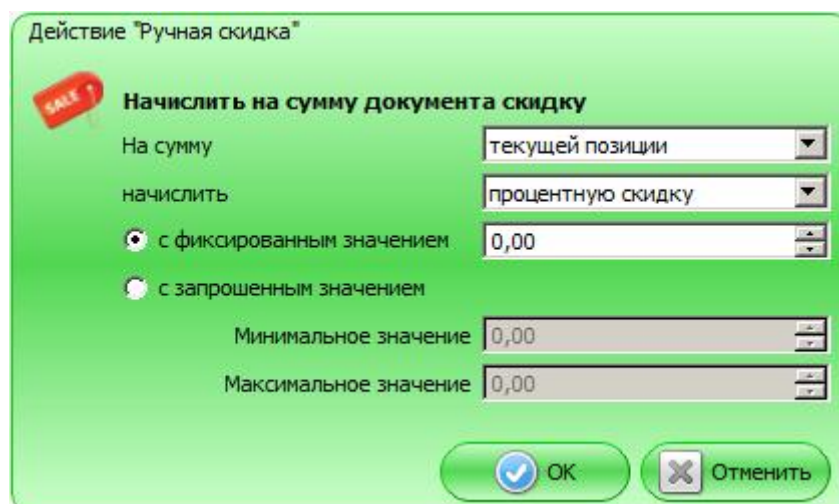 Действие "Ручная скидка"
SALE
Начислить на сумму документа скидку
На сумму текущей позиции
начислить процентную скидку
с фиксированным значением 0,00
с запрошенным значением
Минимальное значение 0,00
Максимальное значение 0,00
ОК Отменить